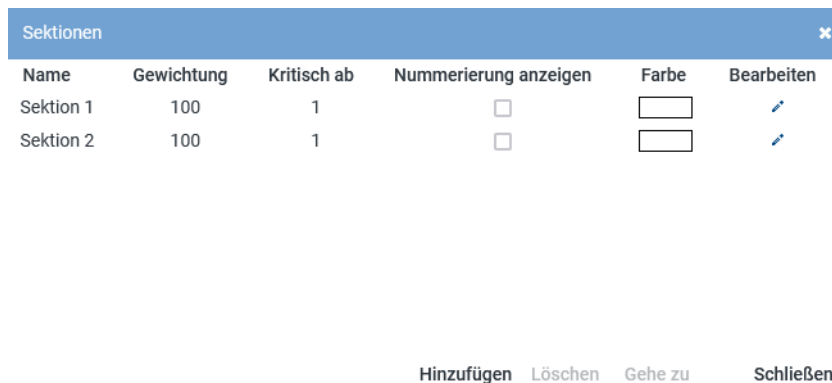 Sektionen
Name Gewichtung Kritisch ab Nummerierung anzeigen Farbe Bearbeiten
Sektion 1 100 1
Sektion 2 100 1
Hinzufügen Löschen Gehe zu Schließen